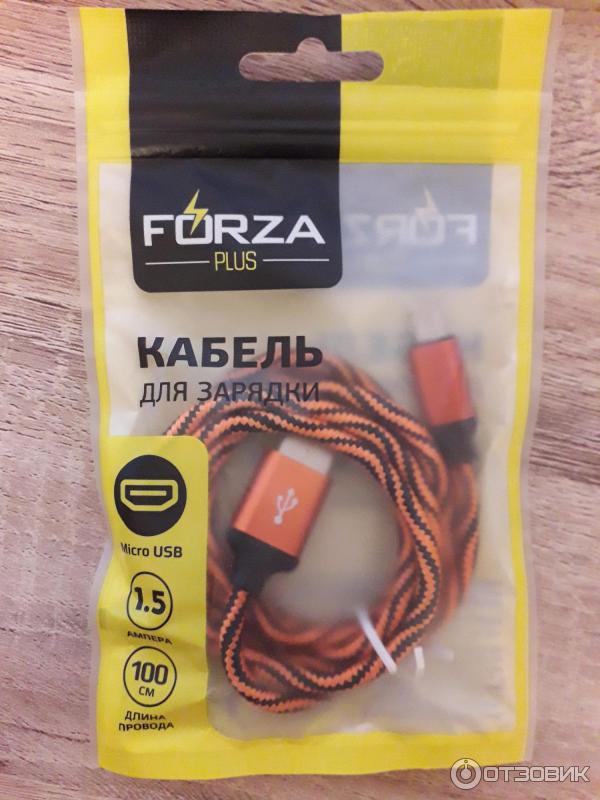 FORZA
PLUS
КАБЕЛЬ
ДЛЯ ЗАРЯДКИ
Micro USB
1.5
АМПЕРА
100
СМ
ДЛИНА
ПРОВОДА
ОТЗОВИК